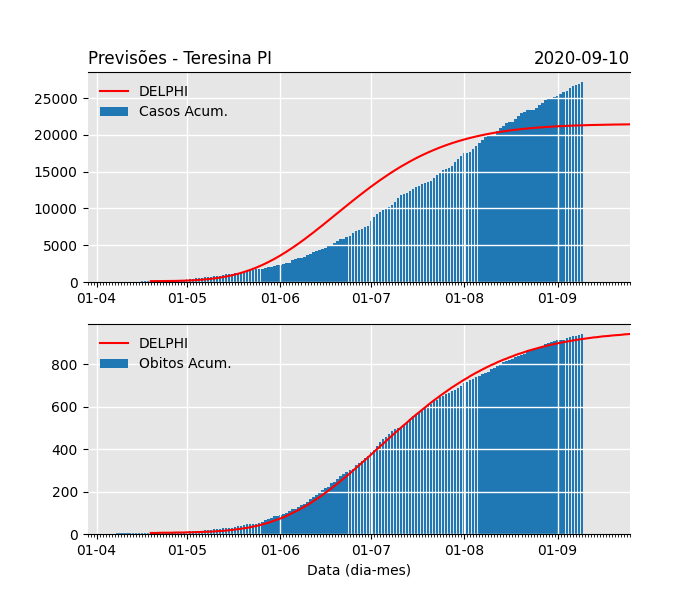 Previsões - Teresina PI 2020-09-10
DELPHI
Casos Acum.
25000
20000
15000
10000
5000
0
01-04 01-05 01-06 01-07 01-08 01-09
DELPHI
Obitos Acum.
800
600
400
200
0
01-04 01-05 01-06 01-07 01-08 01-09
Data (dia-mes)